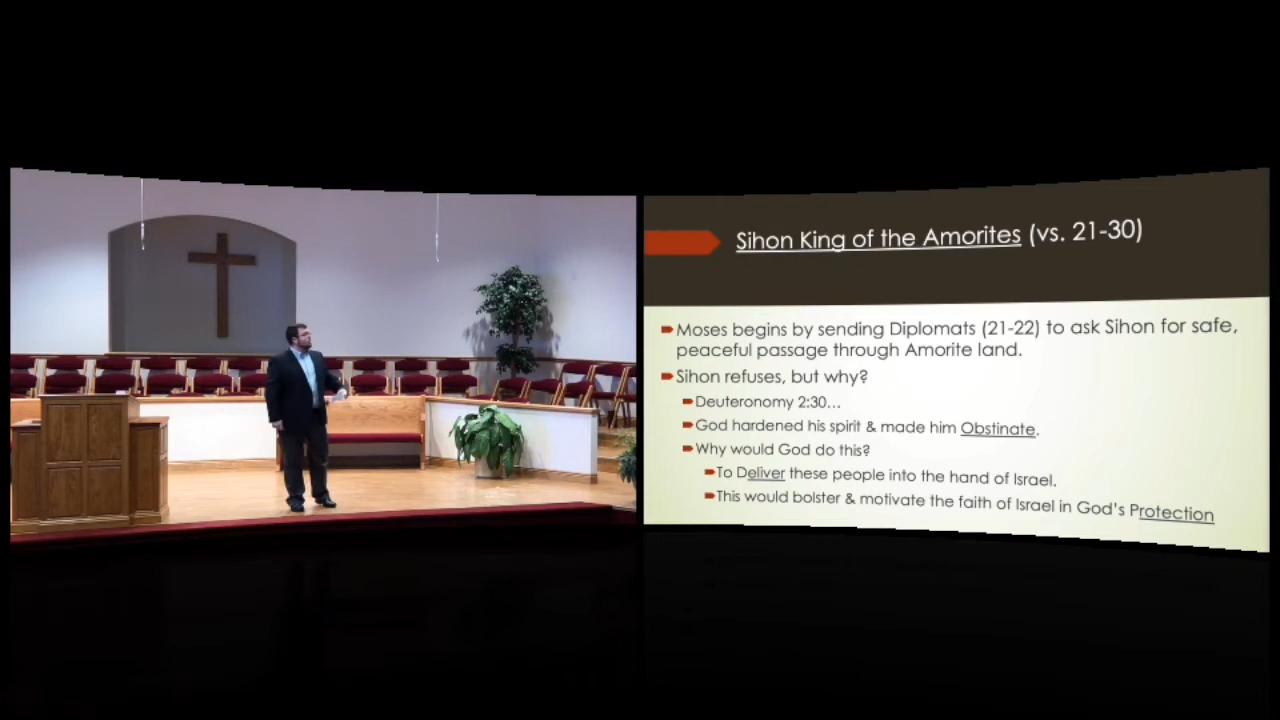 Sihon King of the Amorites (vs. 21-30)
Moses begins by sending Diplomats (21-22) to ask Sihon for safe,
peaceful passage through Amorite land.
Sihon refuses, but why?
Deuteronomy 2:30...
God hardened his spirit & made him Obstinate.
Why would God do this?
To Deliver these people into the hand of Israel.
This would bolster & motivate the faith of Israel in God's Protection